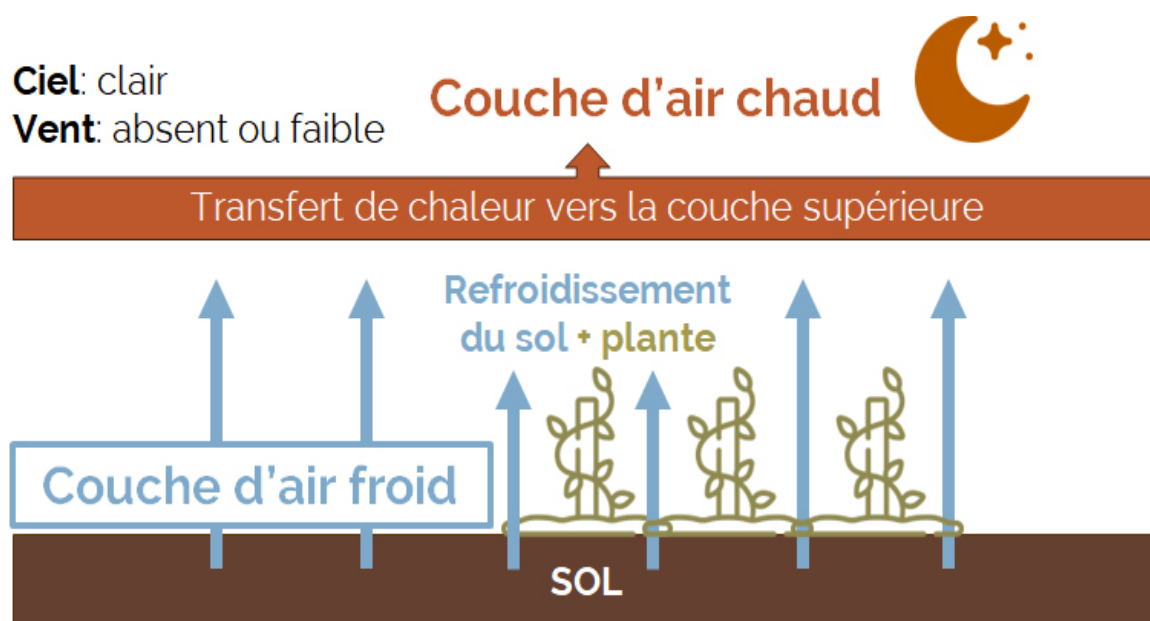 Ciel: clair
Vent: absent ou faible
Couche d'air chaud
Transfert de chaleur vers la couche supérieure
Refroidissement
du sol + plante
Couche d'air froid
SOL